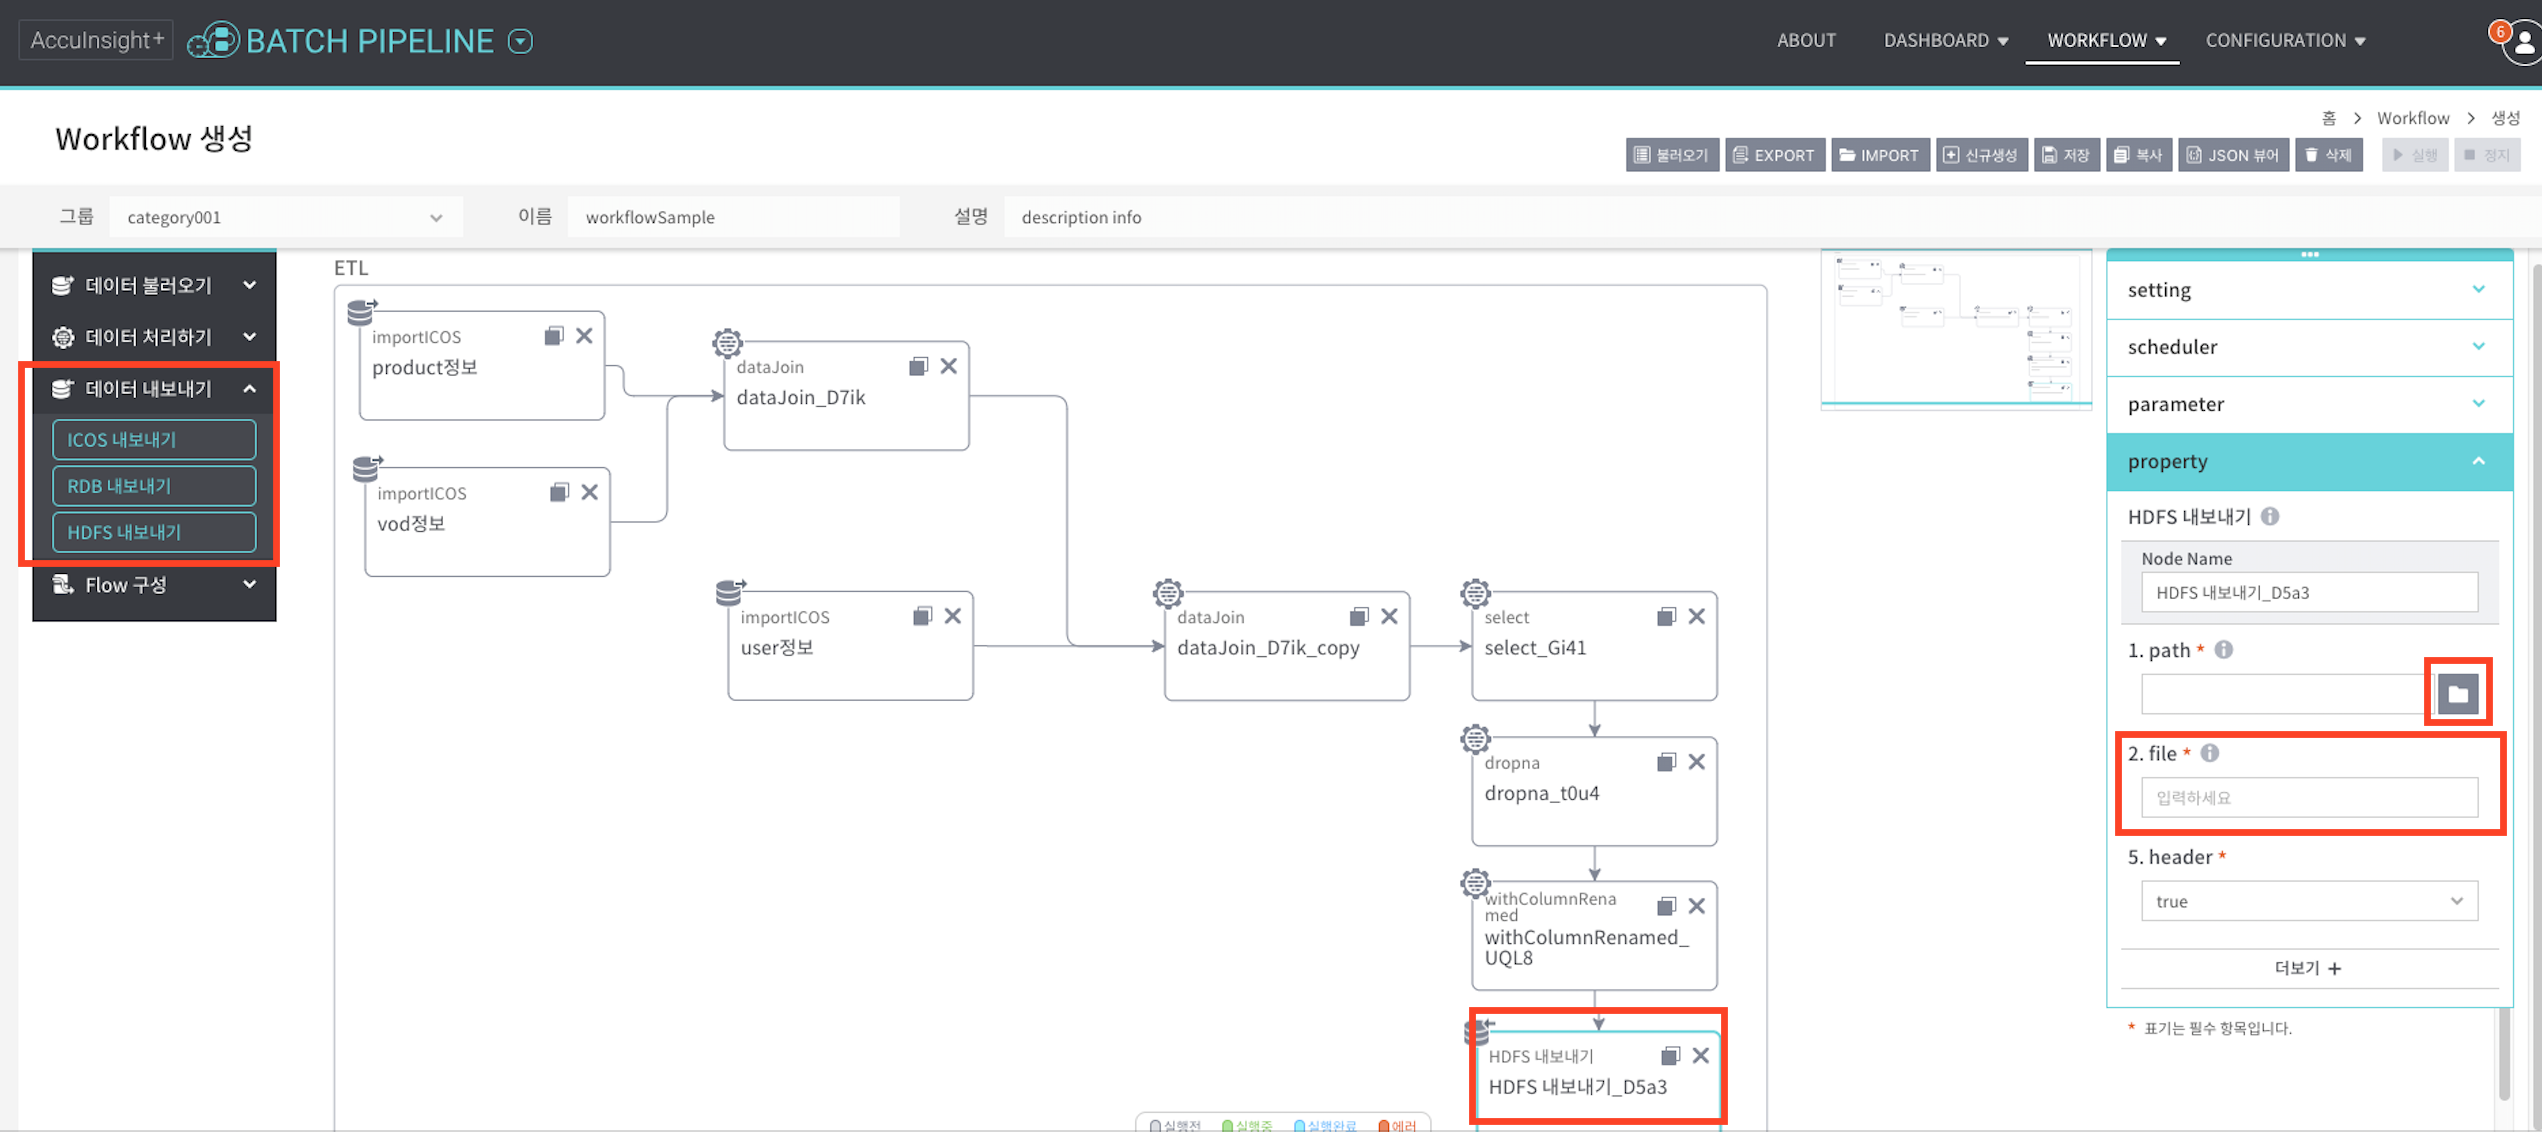 AccuInsight+
BATCH PIPELINE
ABOUT
DASHBOARD
WORKFLOW
CONFIGURATION
6
Workflow 생성
홈 > Workflow > 생성
불러오기
EXPORT
IMPORT
신규생성
저장
복사
JSON 뷰어
삭제
실행
정지
그룹
category001
이름
workflowSample
설명
description info
데이터 불러오기
데이터 처리하기
데이터 내보내기
ICOS 내보내기
RDB 내보내기
HDFS 내보내기
Flow 구성
ETL
importICOS
product정보
importICOS
vod정보
dataJoin
dataJoin_D7ik
importICOS
user정보
dataJoin
dataJoin_D7ik_copy
select
select_Gi41
dropna
dropna_t0u4
withColumnRena
med
withColumnRenamed_
UQL8
HDFS 내보내기
HDFS 내보내기_D5a3
실행전
실행중
실행완료
에러
setting
scheduler
parameter
property
HDFS 내보내기
Node Name
HDFS 내보내기_D5a3
1. path *
2. file *
입력하세요
5. header *
true
더보기 +
* 표기는 필수 항목입니다.